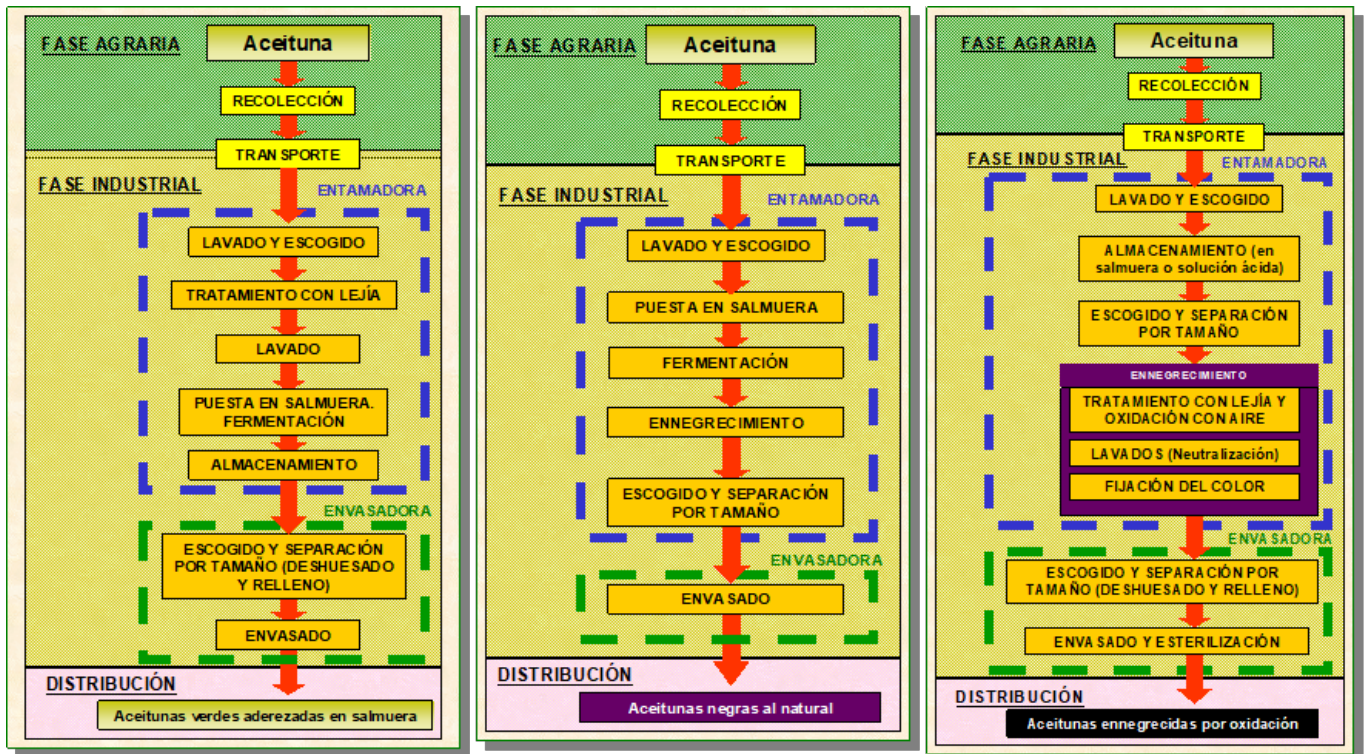 FASE AGRARIA
Aceituna
RECOLECCIÓN
TRANSPORTE
FASE INDUSTRIAL
ENTAMADORA
LAVADO Y ESCOGIDO
TRATAMIENTO CON LEJÍA
LAVADO
PUESTA EN SALMUERA.
FERMENTACIÓN
ALMACENAMIENTO
ENVASADORA
ESCOGIDO Y SEPARACIÓN
POR TAMAÑO (DESHUESADO
Y RELLENO)
ENVASADO
DISTRIBUCIÓN
Aceitunas verdes aderezadas en salmuera
FASE AGRARIA
Aceituna
RECOLECCIÓN
TRANSPORTE
FASE INDUSTRIAL
ENTAMADORA
LAVADO Y ESCOGIDO
PUESTA EN SALMUERA
FERMENTACIÓN
ENNEGRECIMIENTO
ESCOGIDO Y SEPARACIÓN
POR TAMAÑO
ENVASADORA
ENVASADO
DISTRIBUCIÓN
Aceitunas negras al natural
FASE AGRARIA
Aceituna
RECOLECCIÓN
TRANSPORTE
FASE INDUSTRIAL
ENTAMADORA
LAVADO Y ESCOGIDO
ALMACENAMIENTO (en
salmuera o solución ácida)
ESCOGIDO Y SEPARACIÓN
POR TAMAÑO
ENNEGRECIMIENTO
TRATAMIENTO CON LEJÍA Y
OXIDACIÓN CON AIRE
LAVADOS (Neutralización)
FIJACIÓN DEL COLOR
ENVASADORA
ESCOGIDO Y SEPARACIÓN POR
TAMAÑO (DESHUESADO Y RELLENO)
ENVASADO Y ESTERILIZACIÓN
DISTRIBUCIÓN
Aceitunas ennegrecidas por oxidación